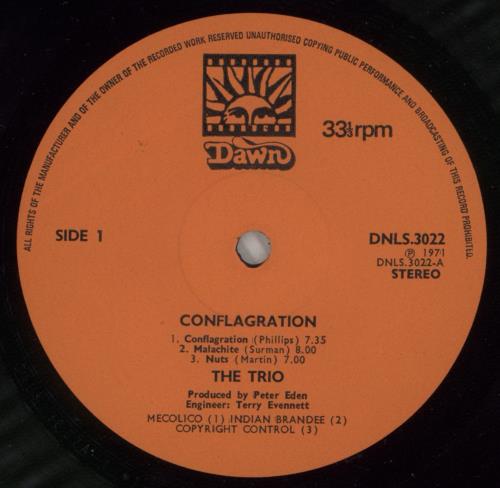 ALL RIGHTS OF THE MANUFACTURER AND OF THE OWNER OF THE RECORDED WORK RESERVED UNAUTHORISED COPYING PUBLIC PERFORMANCE AND BROADCASTING OF THIS RECORD PROHIBITED.
Dawn
33⅓rpm
SIDE 1
DNLS.3022
Ⓟ 1971
DNLS.3022-A
STEREO
CONFLAGRATION
1. Conflagration (Phillips) 7.35
2. Malachite (Surman) 8.00
3. Nuts (Martin) 7.00
THE TRIO
Produced by Peter Eden
Engineer: Terry Evennett
MECOLICO (1) INDIAN BRANDEE (2)
COPYRIGHT CONTROL (3)